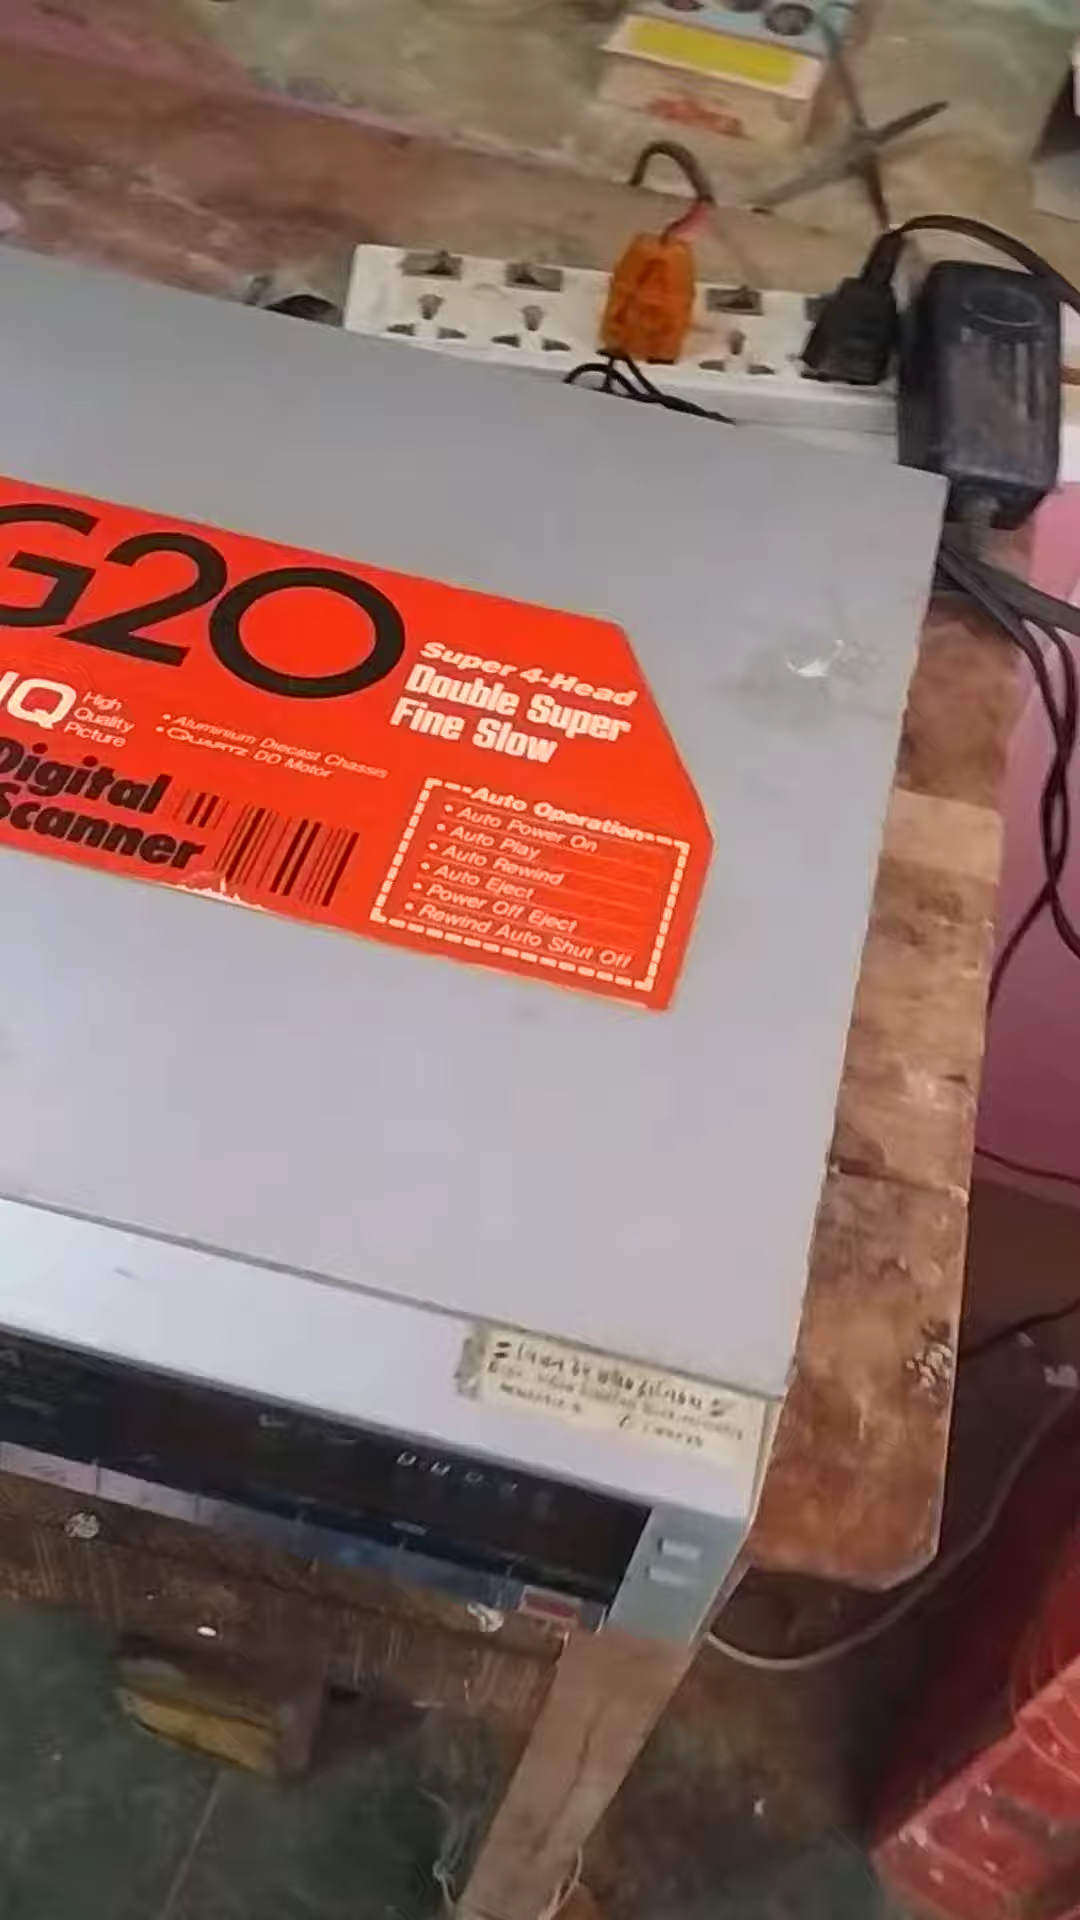 G20
Super 4-Head
Double Super
Fine Slow
HQ High
Quality
Picture
• Aluminium Diecast Chassis
• QUARTZ DD Motor
Digital
Scanner
Auto Operation
• Auto Power On
• Auto Play
• Auto Rewind
• Auto Eject
• Power Off Eject
• Rewind Auto Shut Off